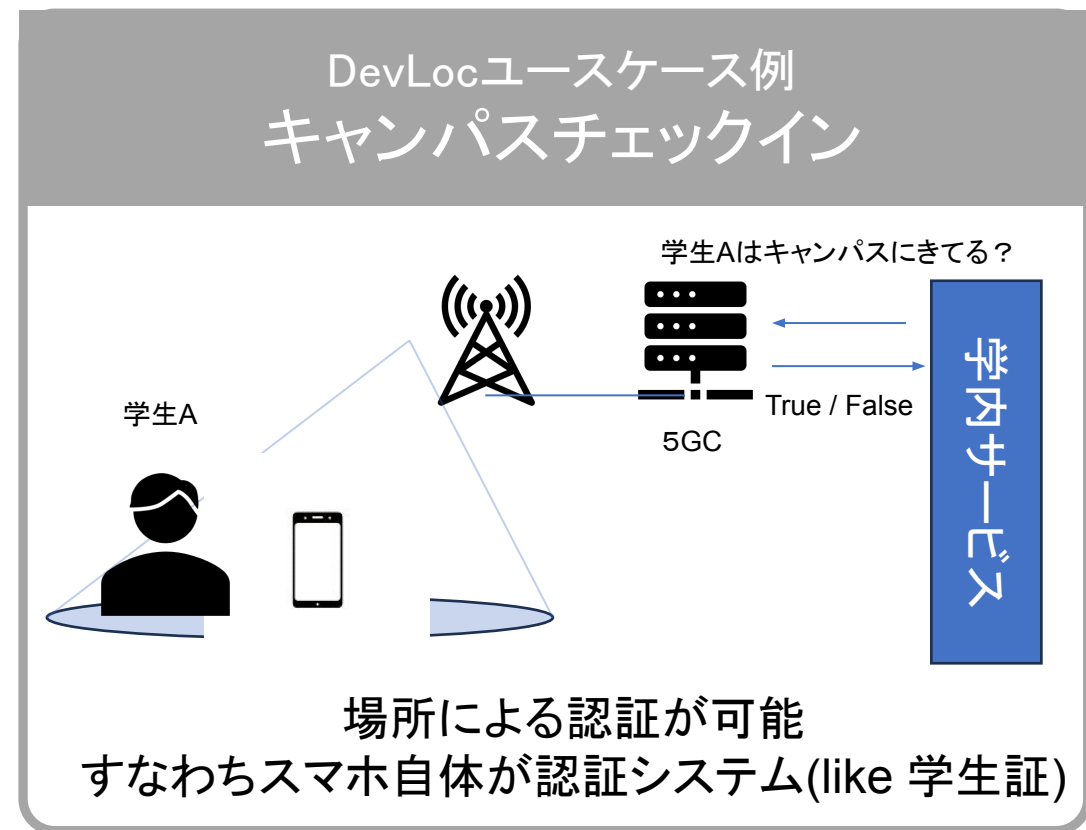 DevLocユースケース例
キャンパスチェックイン
学生Aはキャンパスにきてる？
学生A
True / False
５GC
学内サービス
場所による認証が可能
すなわちスマホ自体が認証システム(like 学生証)